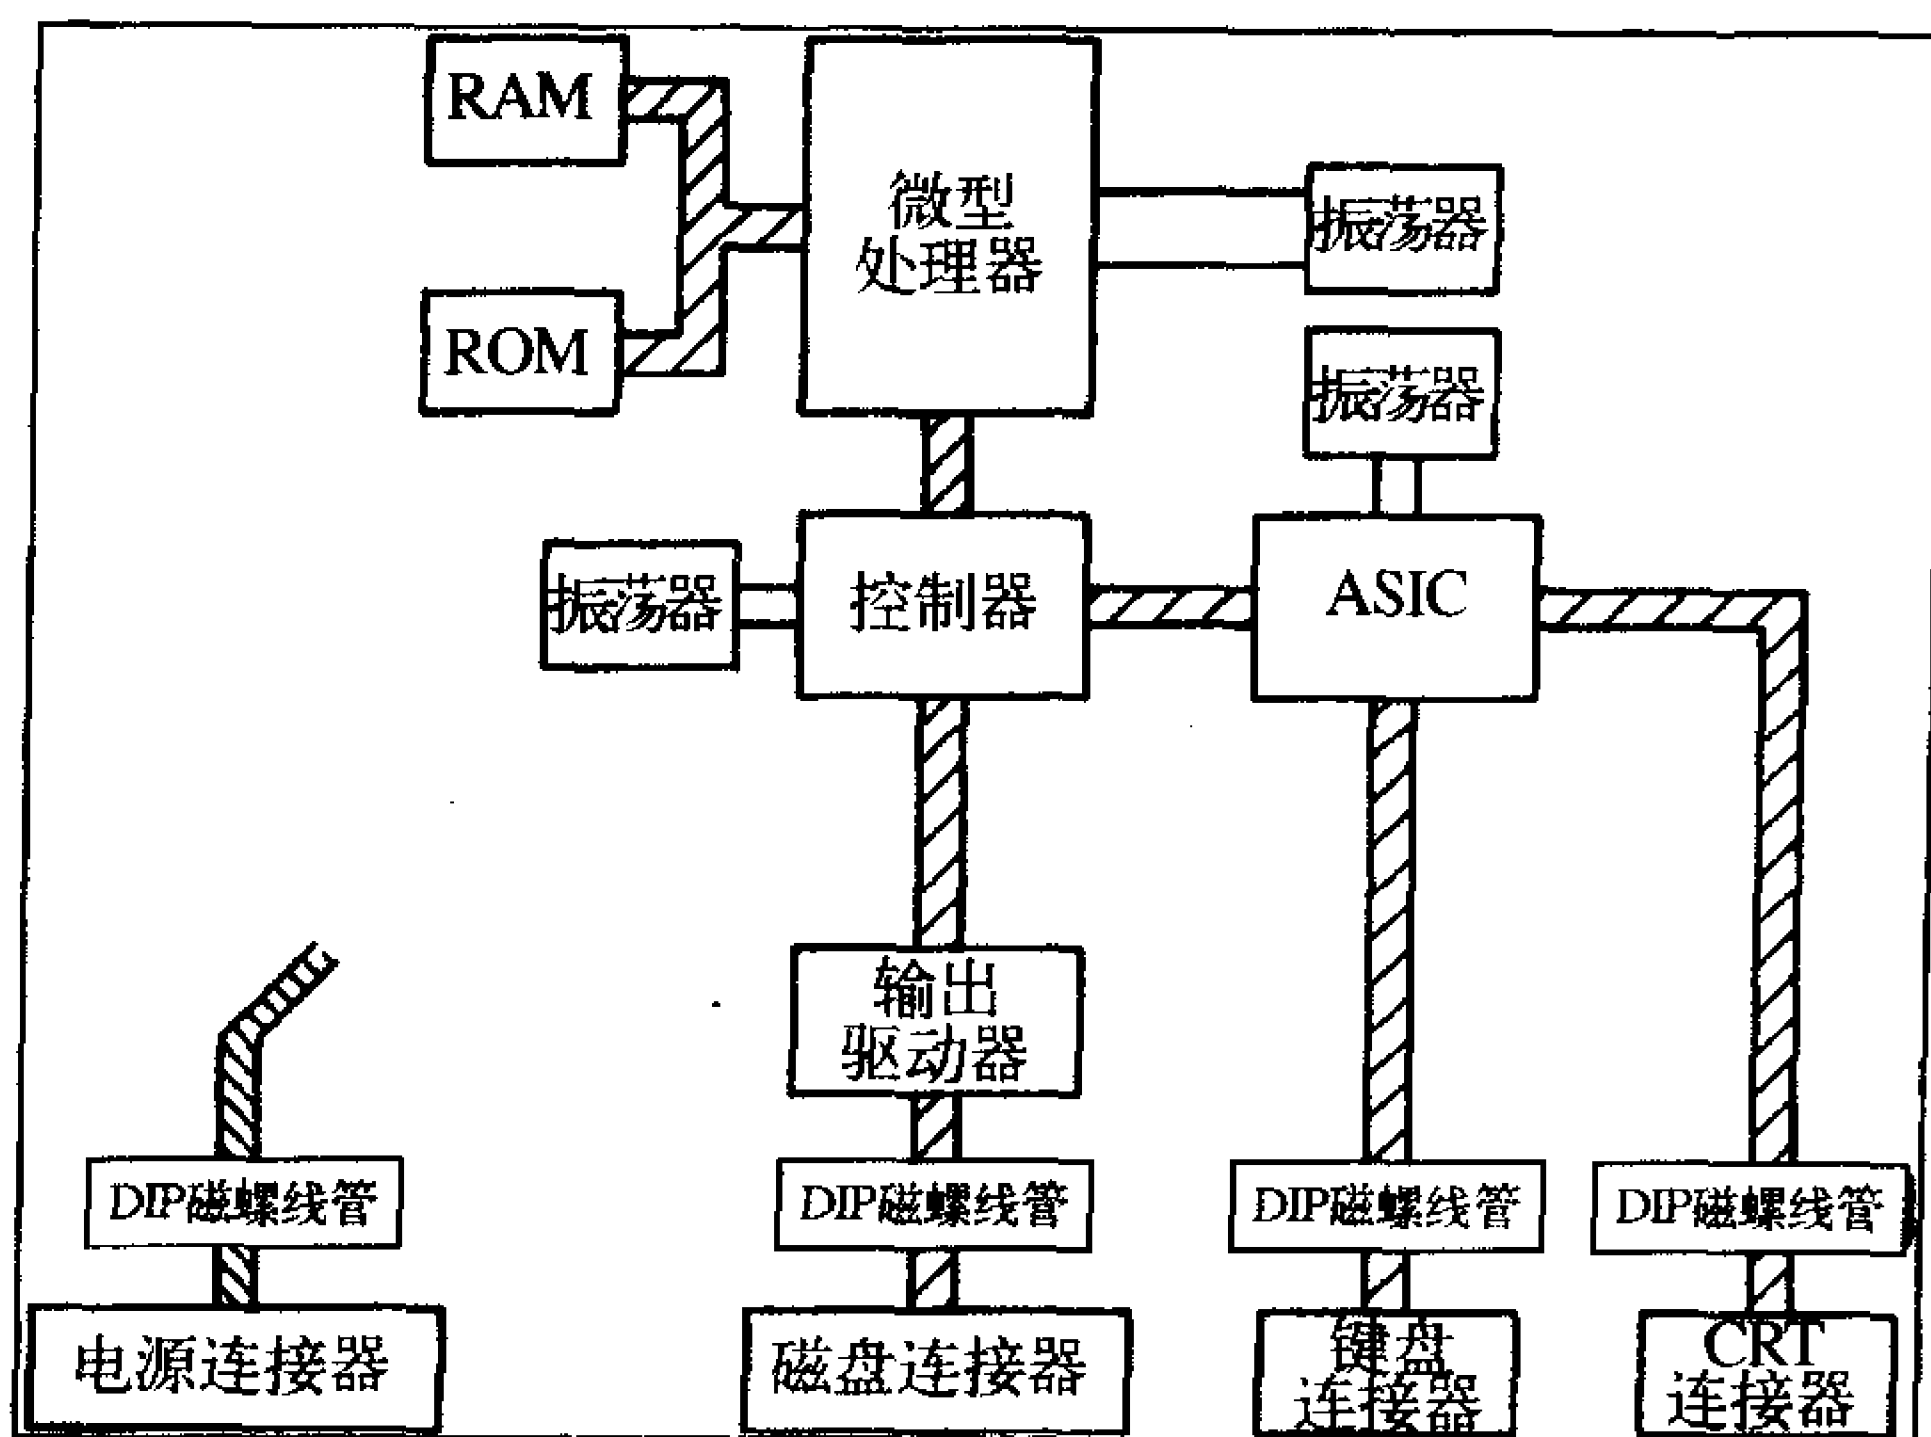 RAM
微型
处理器
振荡器
ROM
振荡器
振荡器
控制器
ASIC
输出
驱动器
DIP磁螺线管
DIP磁螺线管
DIP磁螺线管
DIP磁螺线管
电源连接器
磁盘连接器
键盘
连接器
CRT
连接器